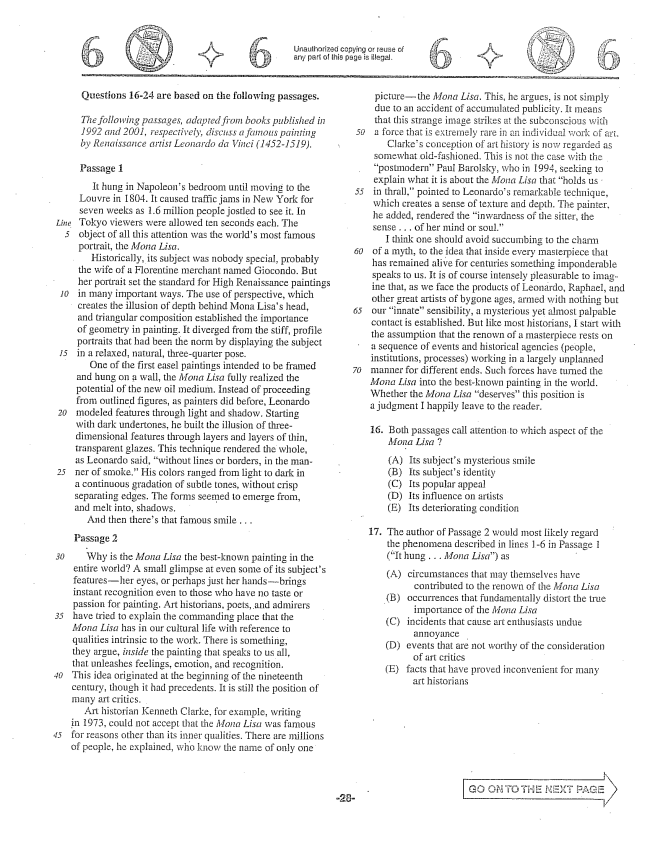 6 6 Unauthorized copying or reuse of
any part of this page is illegal. 6 6
Questions 16-24 are based on the following passages.
The following passages, adapted from books published in
1992 and 2001, respectively, discuss a famous painting
by Renaissance artist Leonardo da Vinci (1452-1519).
Passage 1
It hung in Napoleon's bedroom until moving to the
Louvre in 1804. It caused traffic jams in New York for
seven weeks as 1.6 million people jostled to see it. In
Line Tokyo viewers were allowed ten seconds each. The
5 object of all this attention was the world's most famous
portrait, the Mona Lisa.
Historically, its subject was nobody special, probably
the wife of a Florentine merchant named Giocondo. But
her portrait set the standard for High Renaissance paintings
10 in many important ways. The use of perspective, which
creates the illusion of depth behind Mona Lisa's head,
and triangular composition established the importance
of geometry in painting. It diverged from the stiff, profile
portraits that had been the norm by displaying the subject
15 in a relaxed, natural, three-quarter pose.
One of the first easel paintings intended to be framed
and hung on a wall, the Mona Lisa fully realized the
potential of the new oil medium. Instead of proceeding
from outlined figures, as painters did before, Leonardo
20 modeled features through light and shadow. Starting
with dark undertones, he built the illusion of three-
dimensional features through layers and layers of thin,
transparent glazes. This technique rendered the whole,
as Leonardo said, "without lines or borders, in the man-
25 ner of smoke." His colors ranged from light to dark in
a continuous gradation of subtle tones, without crisp
separating edges. The forms seemed to emerge from,
and melt into, shadows.
And then there's that famous smile . . .
Passage 2
30 Why is the Mona Lisa the best-known painting in the
entire world? A small glimpse at even some of its subject's
features—her eyes, or perhaps just her hands—brings
instant recognition even to those who have no taste or
passion for painting. Art historians, poets, and admirers
35 have tried to explain the commanding place that the
Mona Lisa has in our cultural life with reference to
qualities intrinsic to the work. There is something,
they argue, inside the painting that speaks to us all,
that unleashes feelings, emotion, and recognition.
40 This idea originated at the beginning of the nineteenth
century, though it had precedents. It is still the position of
many art critics.
Art historian Kenneth Clarke, for example, writing
in 1973, could not accept that the Mona Lisa was famous
45 for reasons other than its inner qualities. There are millions
of people, he explained, who know the name of only one
picture—the Mona Lisa. This, he argues, is not simply
due to an accident of accumulated publicity. It means
that this strange image strikes at the subconscious with
50 a force that is extremely rare in an individual work of art.
Clarke's conception of art history is now regarded as
somewhat old-fashioned. This is not the case with the
"postmodern" Paul Barolsky, who in 1994, seeking to
explain what it is about the Mona Lisa that "holds us
55 in thrall," pointed to Leonardo's remarkable technique,
which creates a sense of texture and depth. The painter,
he added, rendered the "inwardness of the sitter, the
sense . . . of her mind or soul."
I think one should avoid succumbing to the charm
60 of a myth, to the idea that inside every masterpiece that
has remained alive for centuries something imponderable
speaks to us. It is of course intensely pleasurable to imag-
ine that, as we face the products of Leonardo, Raphael, and
other great artists of bygone ages, armed with nothing but
65 our "innate" sensibility, a mysterious yet almost palpable
contact is established. But like most historians, I start with
the assumption that the renown of a masterpiece rests on
a sequence of events and historical agencies (people,
institutions, processes) working in a largely unplanned
70 manner for different ends. Such forces have turned the
Mona Lisa into the best-known painting in the world.
Whether the Mona Lisa "deserves" this position is
a judgment I happily leave to the reader.
16. Both passages call attention to which aspect of the
Mona Lisa ?
(A) Its subject's mysterious smile
(B) Its subject's identity
(C) Its popular appeal
(D) Its influence on artists
(E) Its deteriorating condition
17. The author of Passage 2 would most likely regard
the phenomena described in lines 1-6 in Passage 1
("It hung . . . Mona Lisa") as
(A) circumstances that may themselves have
contributed to the renown of the Mona Lisa
(B) occurrences that fundamentally distort the true
importance of the Mona Lisa
(C) incidents that cause art enthusiasts undue
annoyance
(D) events that are not worthy of the consideration
of art critics
(E) facts that have proved inconvenient for many
art historians
-28-
GO ON TO THE NEXT PAGE